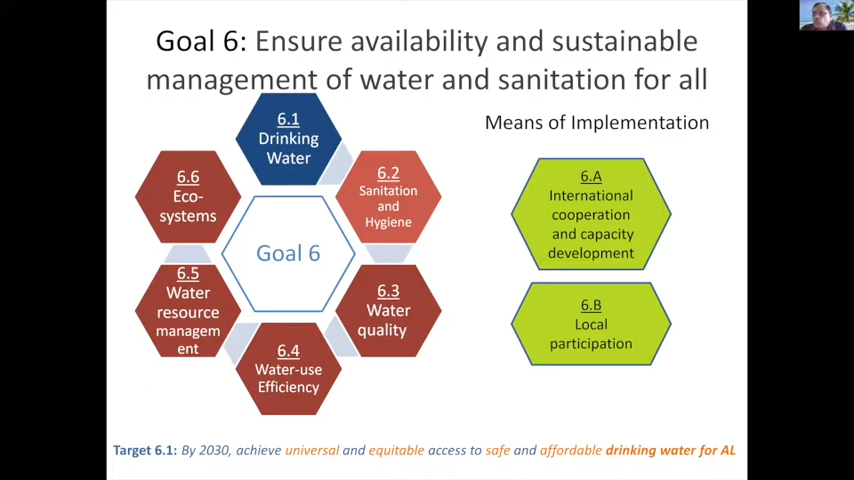 Goal 6: Ensure availability and sustainable
management of water and sanitation for all
Means of Implementation
6.1
Drinking
Water
6.2
Sanitation
and
Hygiene
6.3
Water
quality
6.4
Water-use
Efficiency
6.5
Water
resource
managem
ent
6.6
Eco-
systems
Goal 6
6.A
International
cooperation
and capacity
development
6.B
Local
participation
Target 6.1: By 2030, achieve universal and equitable access to safe and affordable drinking water for AL